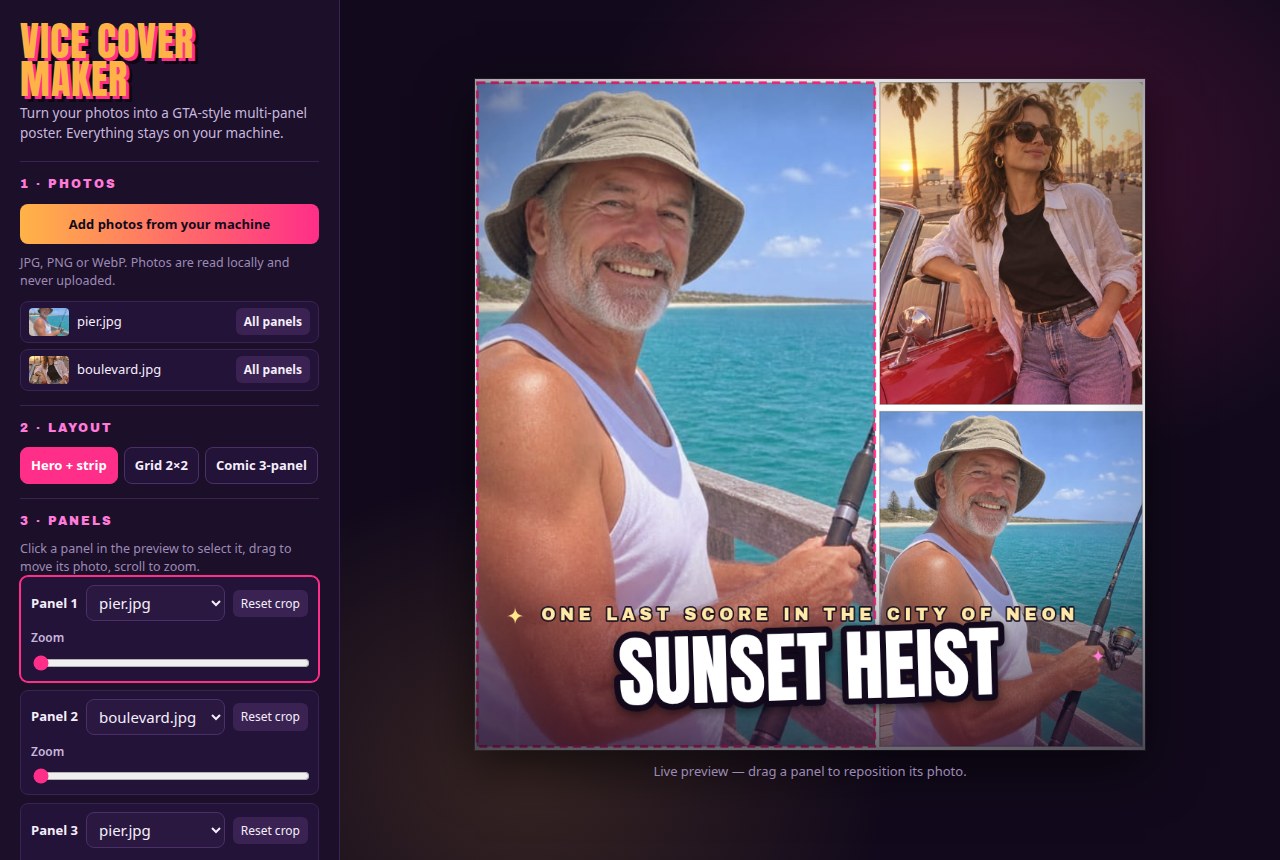 VICE COVER
MAKER
Turn your photos into a GTA-style multi-panel
poster. Everything stays on your machine.
1 · PHOTOS
Add photos from your machine
JPG, PNG or WebP. Photos are read locally and
never uploaded.
pier.jpg
All panels
boulevard.jpg
All panels
2 · LAYOUT
Hero + strip
Grid 2×2
Comic 3-panel
3 · PANELS
Click a panel in the preview to select it, drag to
move its photo, scroll to zoom.
Panel 1
pier.jpg
Reset crop
Zoom
Panel 2
boulevard.jpg
Reset crop
Zoom
Panel 3
pier.jpg
Reset crop
ONE LAST SCORE IN THE CITY OF NEON
SUNSET HEIST
Live preview — drag a panel to reposition its photo.